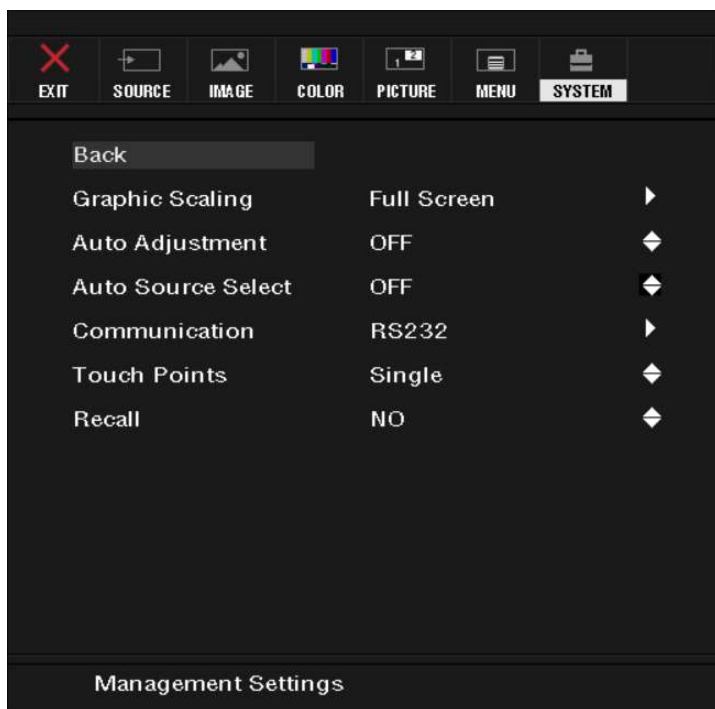 EXIT SOURCE IMAGE COLOR PICTURE MENU SYSTEM
Back
Graphic Scaling Full Screen
Auto Adjustment OFF
Auto Source Select OFF
Communication RS232
Touch Points Single
Recall NO
Management Settings